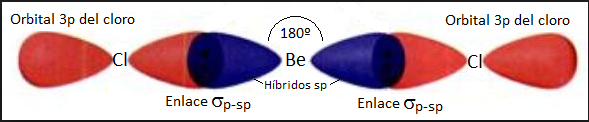 Orbital 3p del cloro
Orbital 3p del cloro
180º
Cl
Be
Cl
Híbridos sp
Enlace σp-sp
Enlace σp-sp